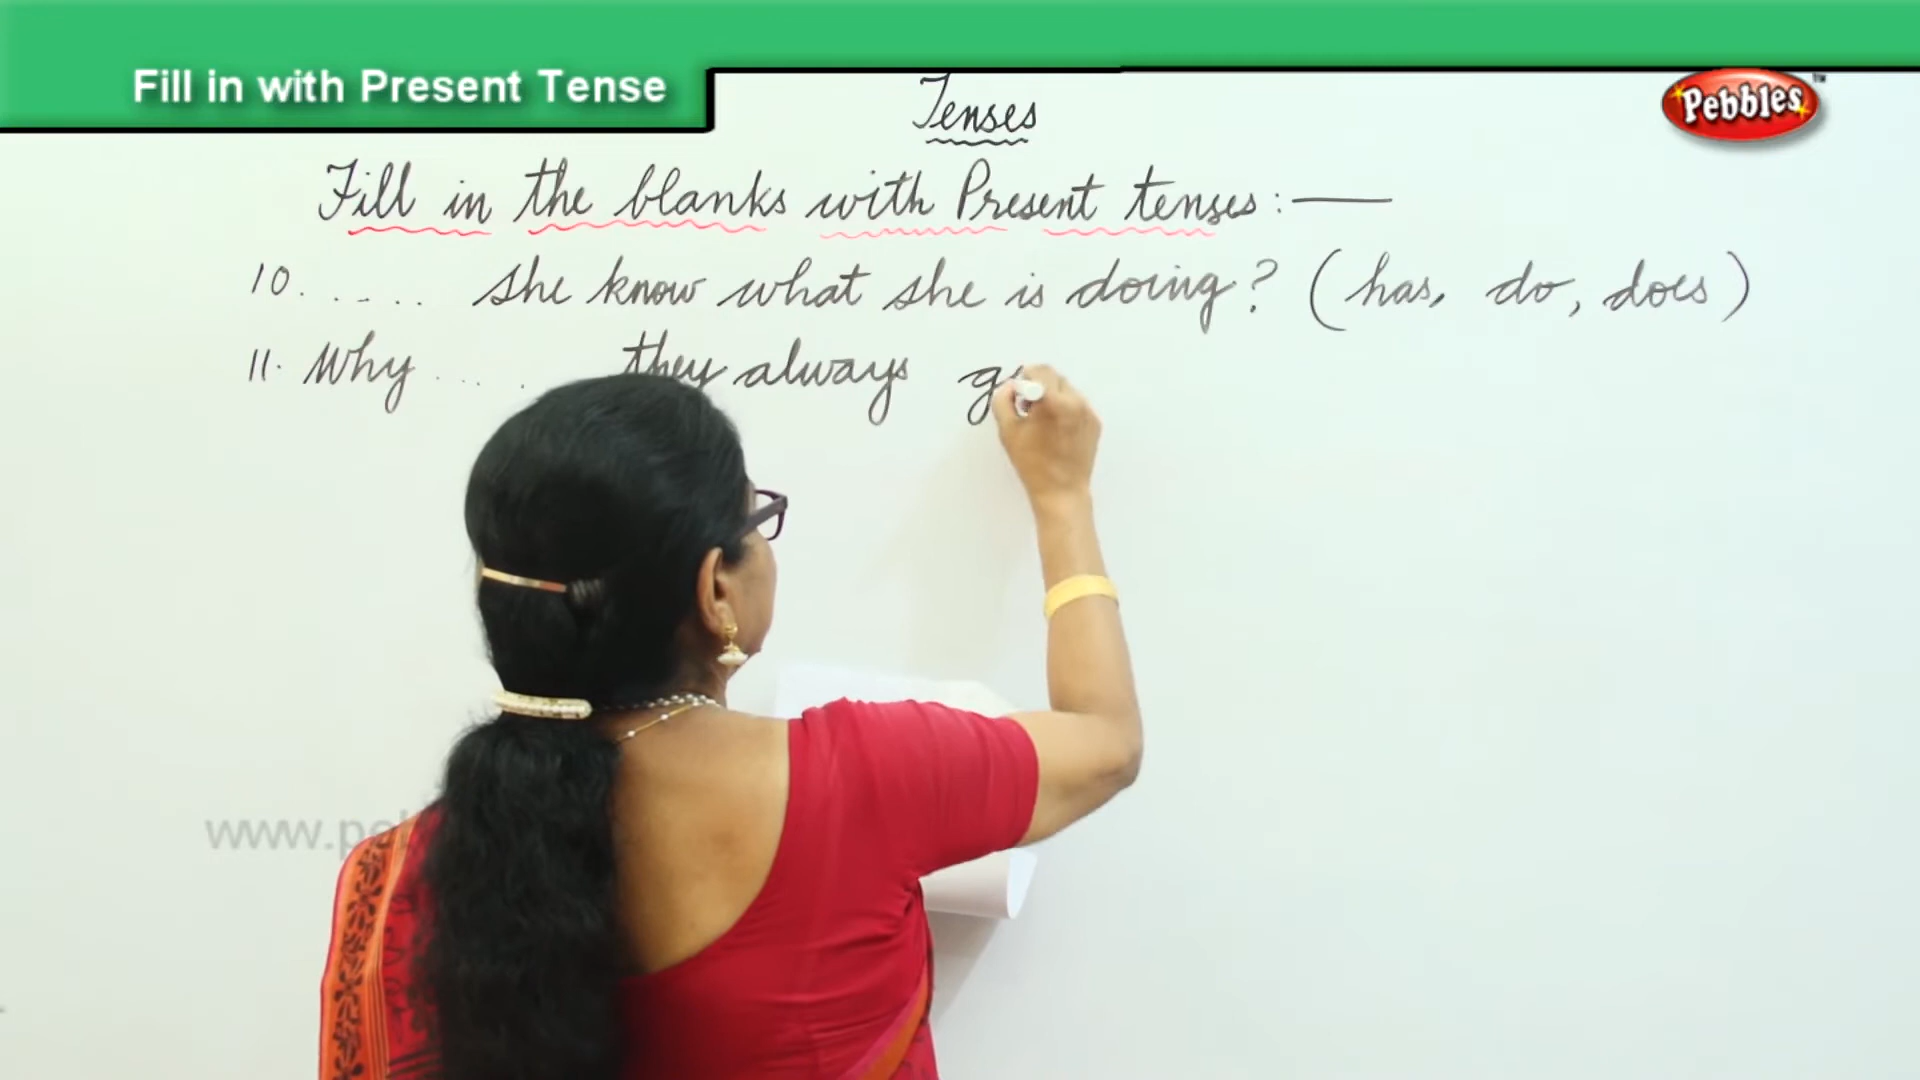 Fill in with Present Tense
Tenses
Pebbles™
Fill in the blanks with Present tenses :—
10. ..... she know what she is doing? (has, do, does)
11. Why ..... they always
www.pe